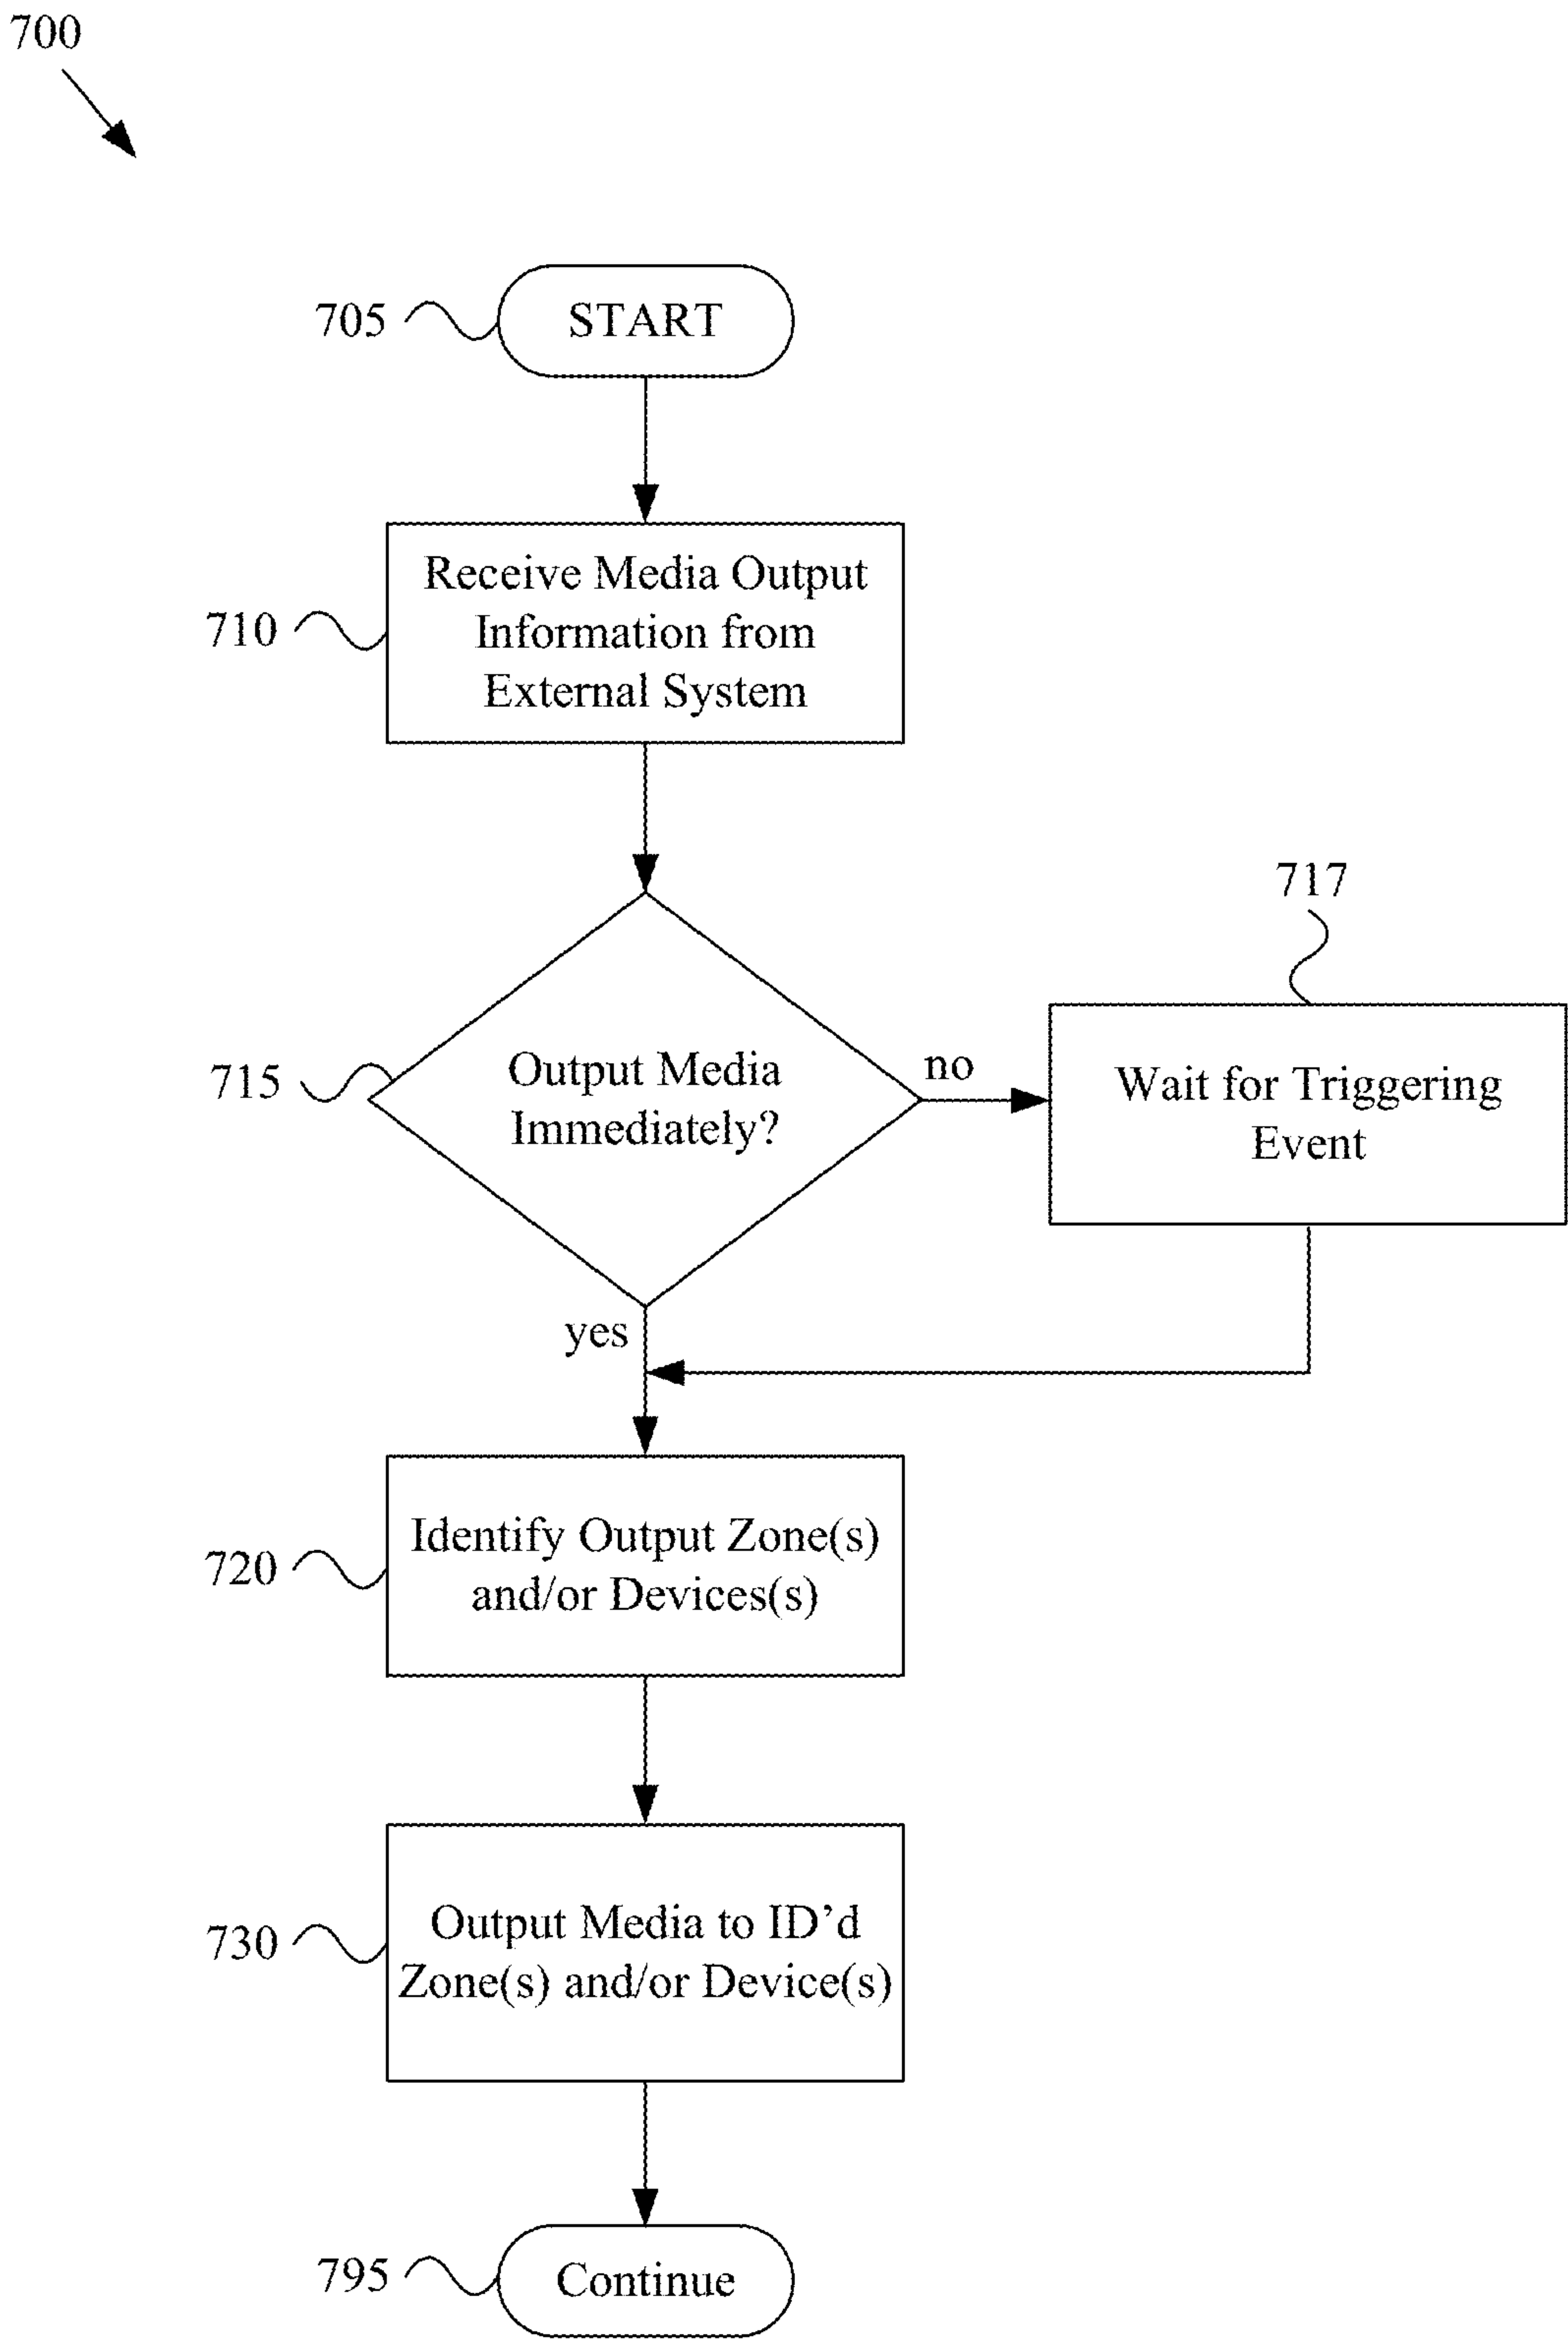 700
705
START
710
Receive Media Output
Information from
External System
717
715
Output Media
Immediately?
no
Wait for Triggering
Event
yes
720
Identify Output Zone(s)
and/or Devices(s)
730
Output Media to ID’d
Zone(s) and/or Device(s)
795
Continue